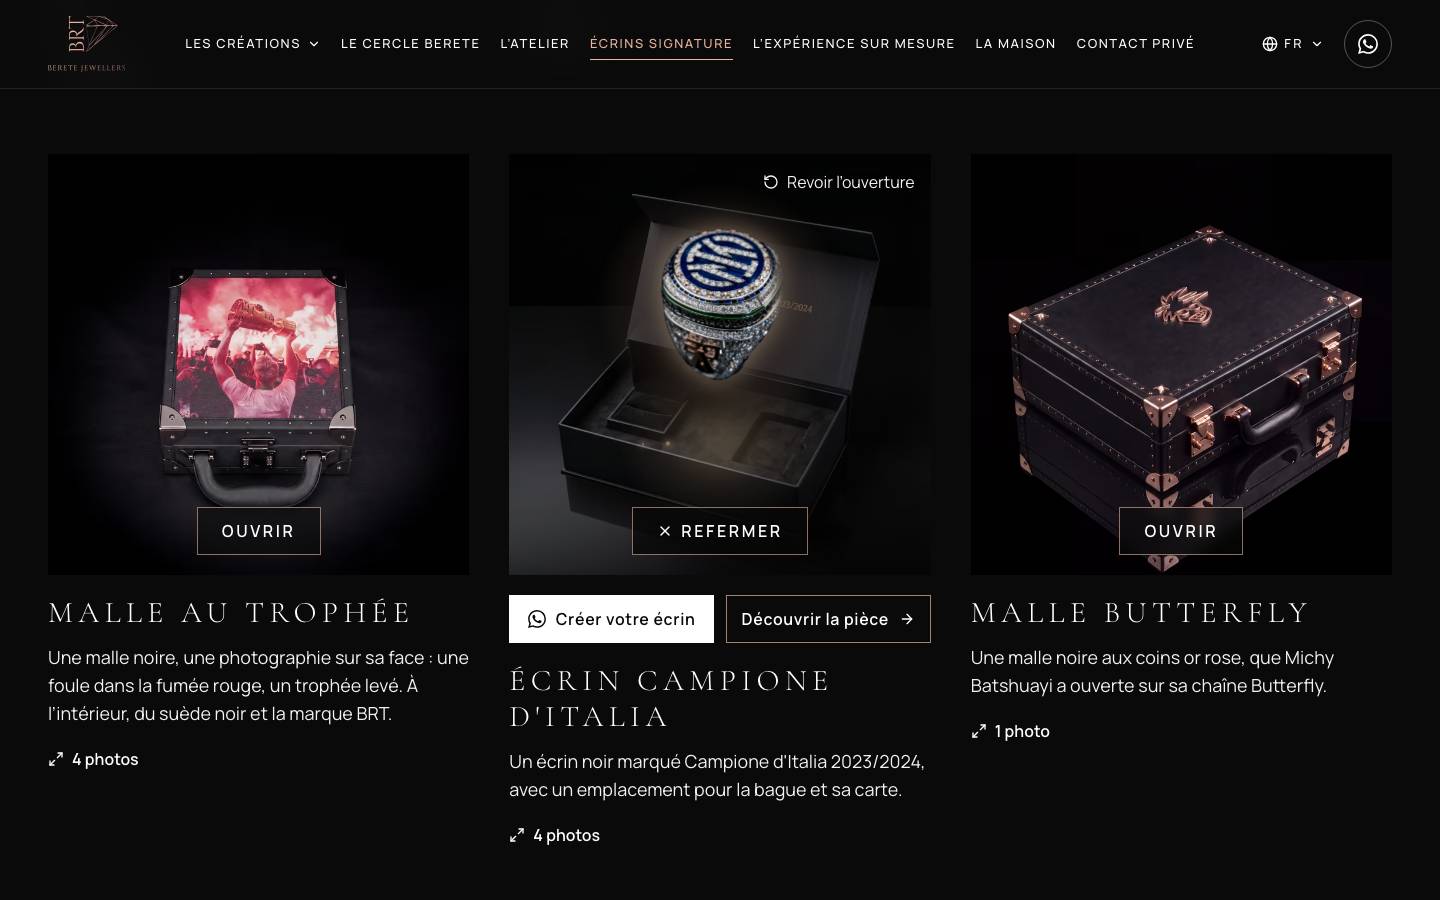 BRT
BERETE JEWELLERS
LES CRÉATIONS
LE CERCLE BERETE
L'ATELIER
ÉCRINS SIGNATURE
L'EXPÉRIENCE SUR MESURE
LA MAISON
CONTACT PRIVÉ
FR
OUVRIR
MALLE AU TROPHÉE
Une malle noire, une photographie sur sa face : une
foule dans la fumée rouge, un trophée levé. À
l'intérieur, du suède noir et la marque BRT.
4 photos
Revoir l'ouverture
REFERMER
Créer votre écrin
Découvrir la pièce
ÉCRIN CAMPIONE
D'ITALIA
Un écrin noir marqué Campione d'Italia 2023/2024,
avec un emplacement pour la bague et sa carte.
4 photos
OUVRIR
MALLE BUTTERFLY
Une malle noire aux coins or rose, que Michy
Batshuayi a ouverte sur sa chaîne Butterfly.
1 photo